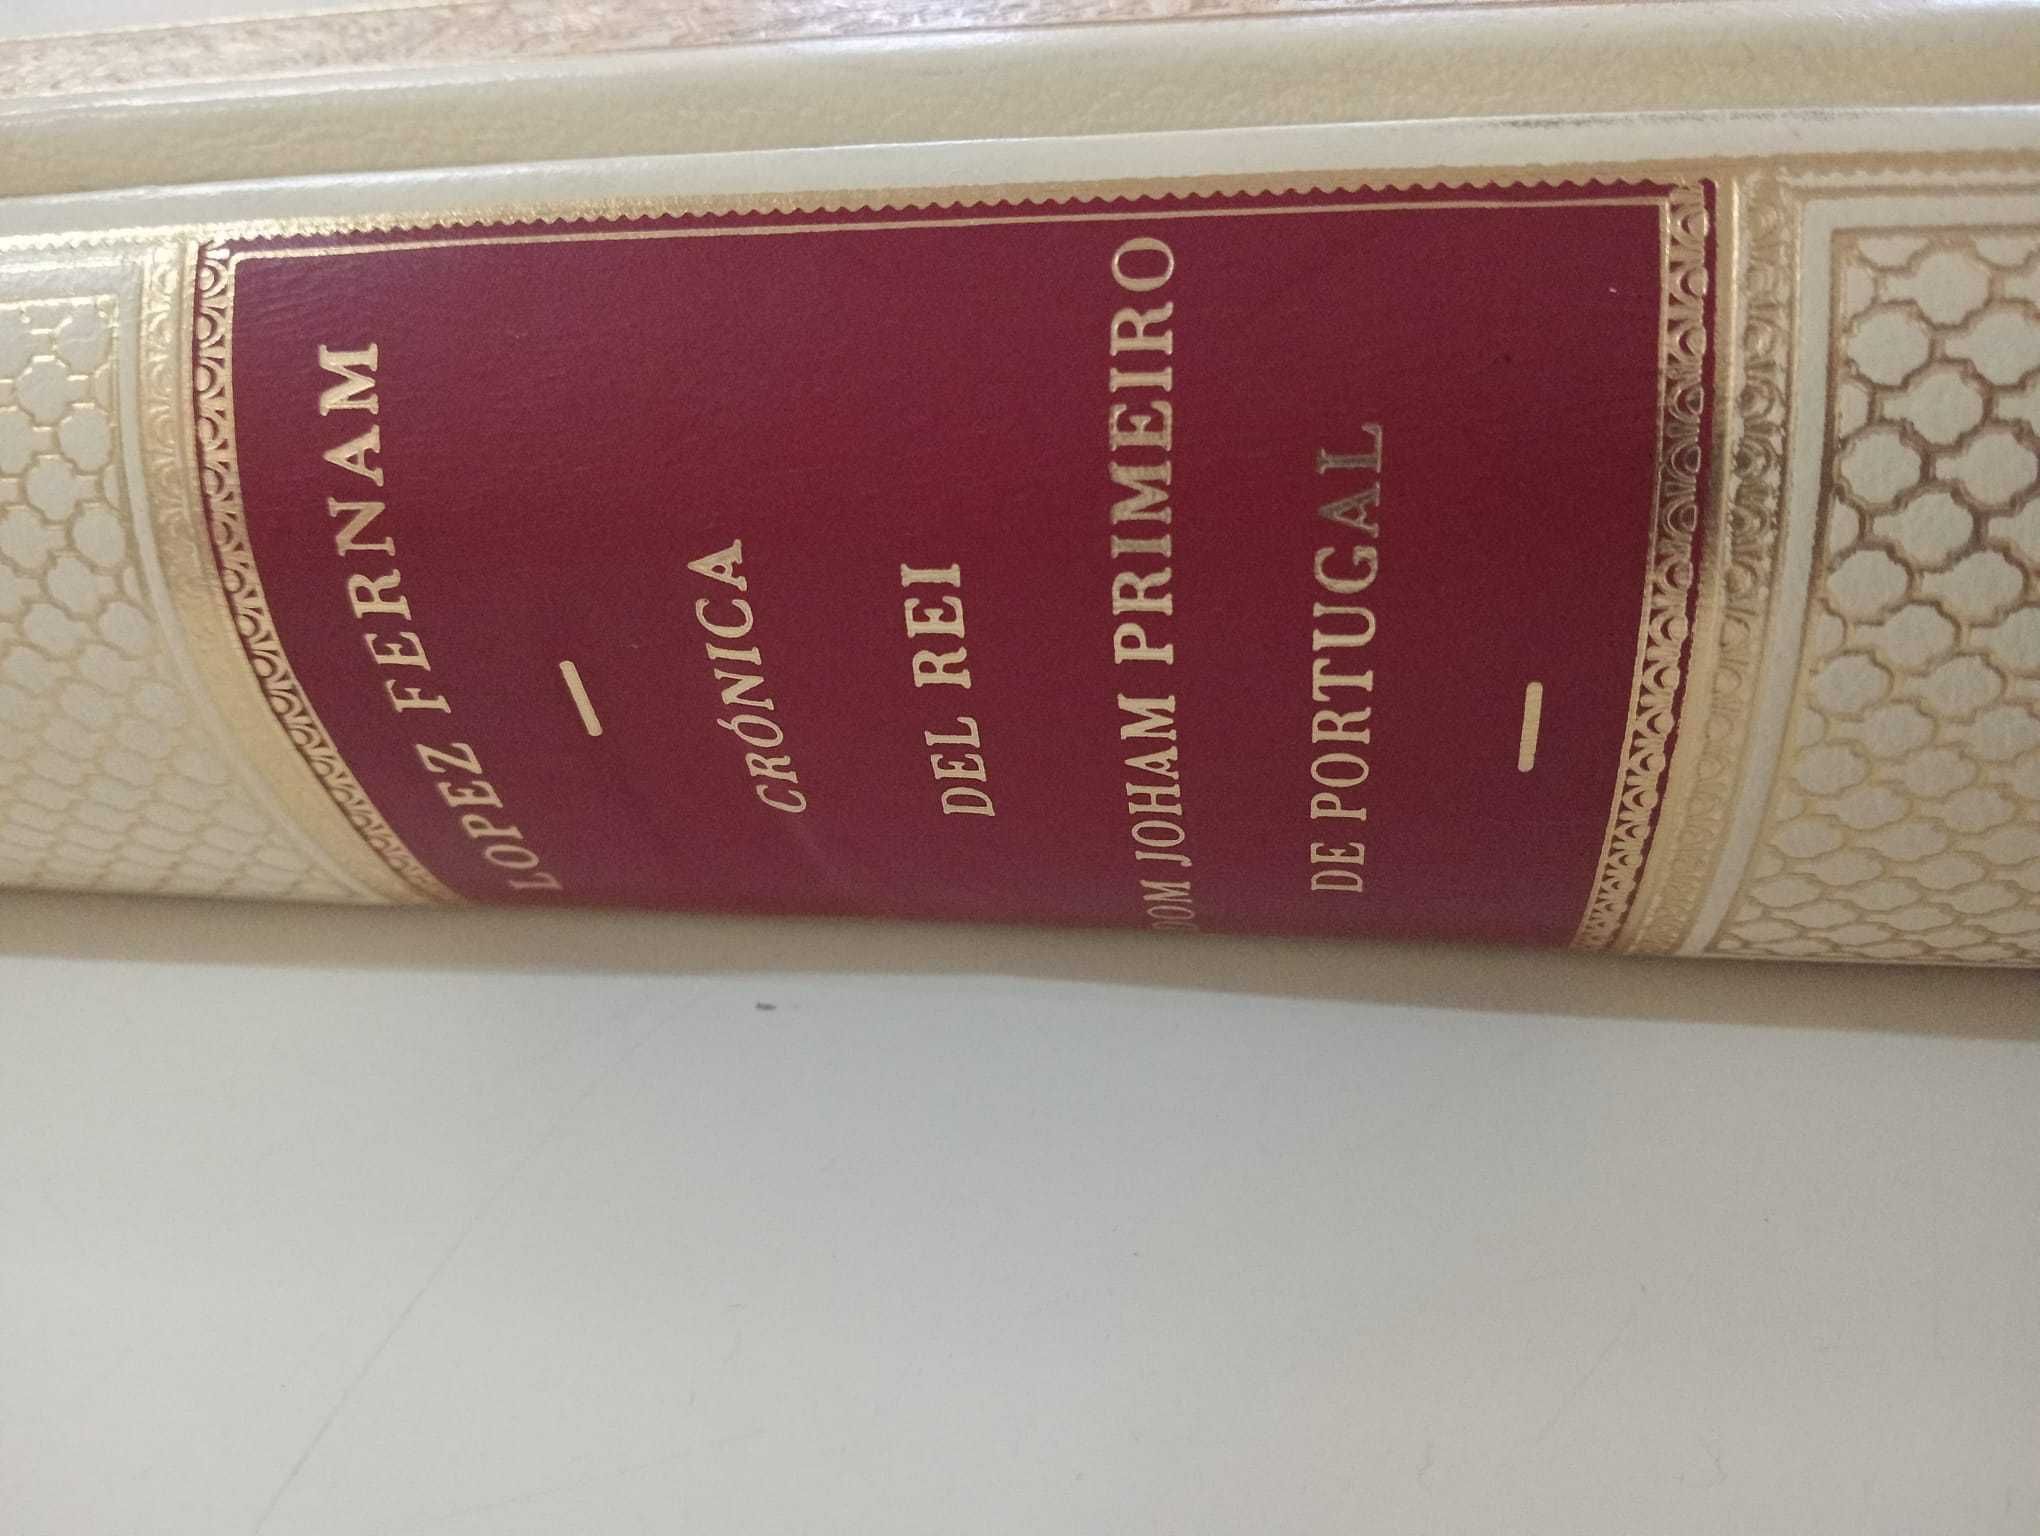 LOPEZ FERNAM
CRÓNICA
DEL REI
DOM JOHAM PRIMEIRO
DE PORTUGAL